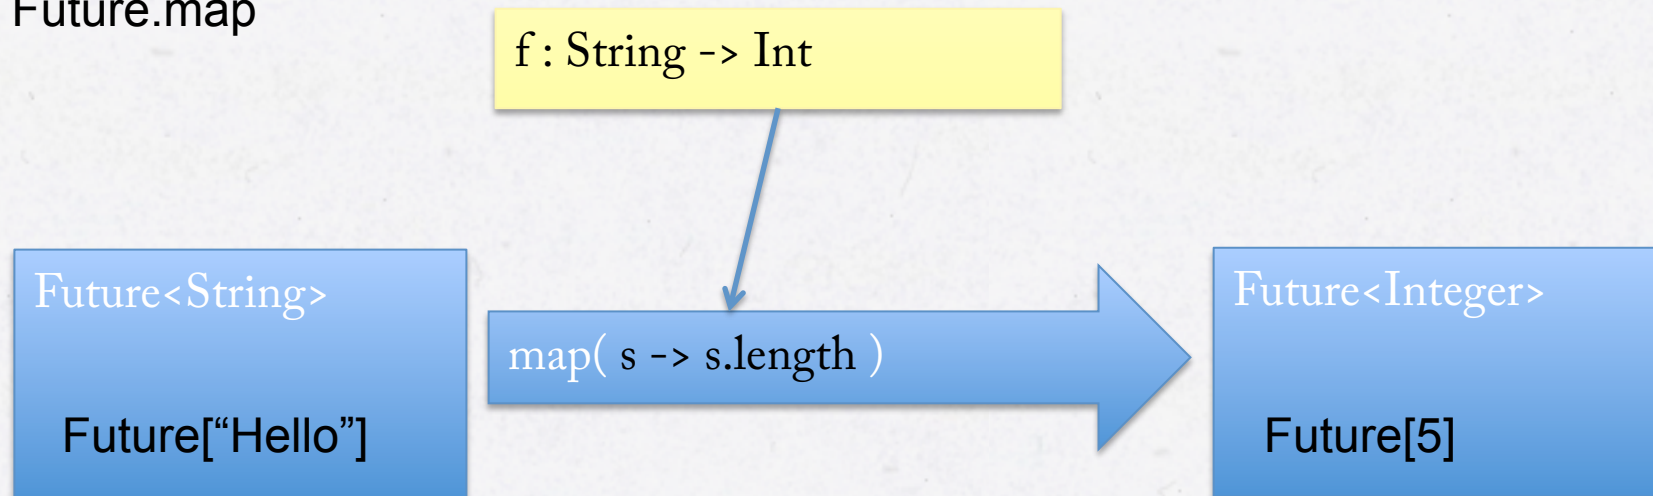 Future.map
f : String -> Int
Future<String>
map( s -> s.length )
Future<Integer>
Future[“Hello”]
Future[5]